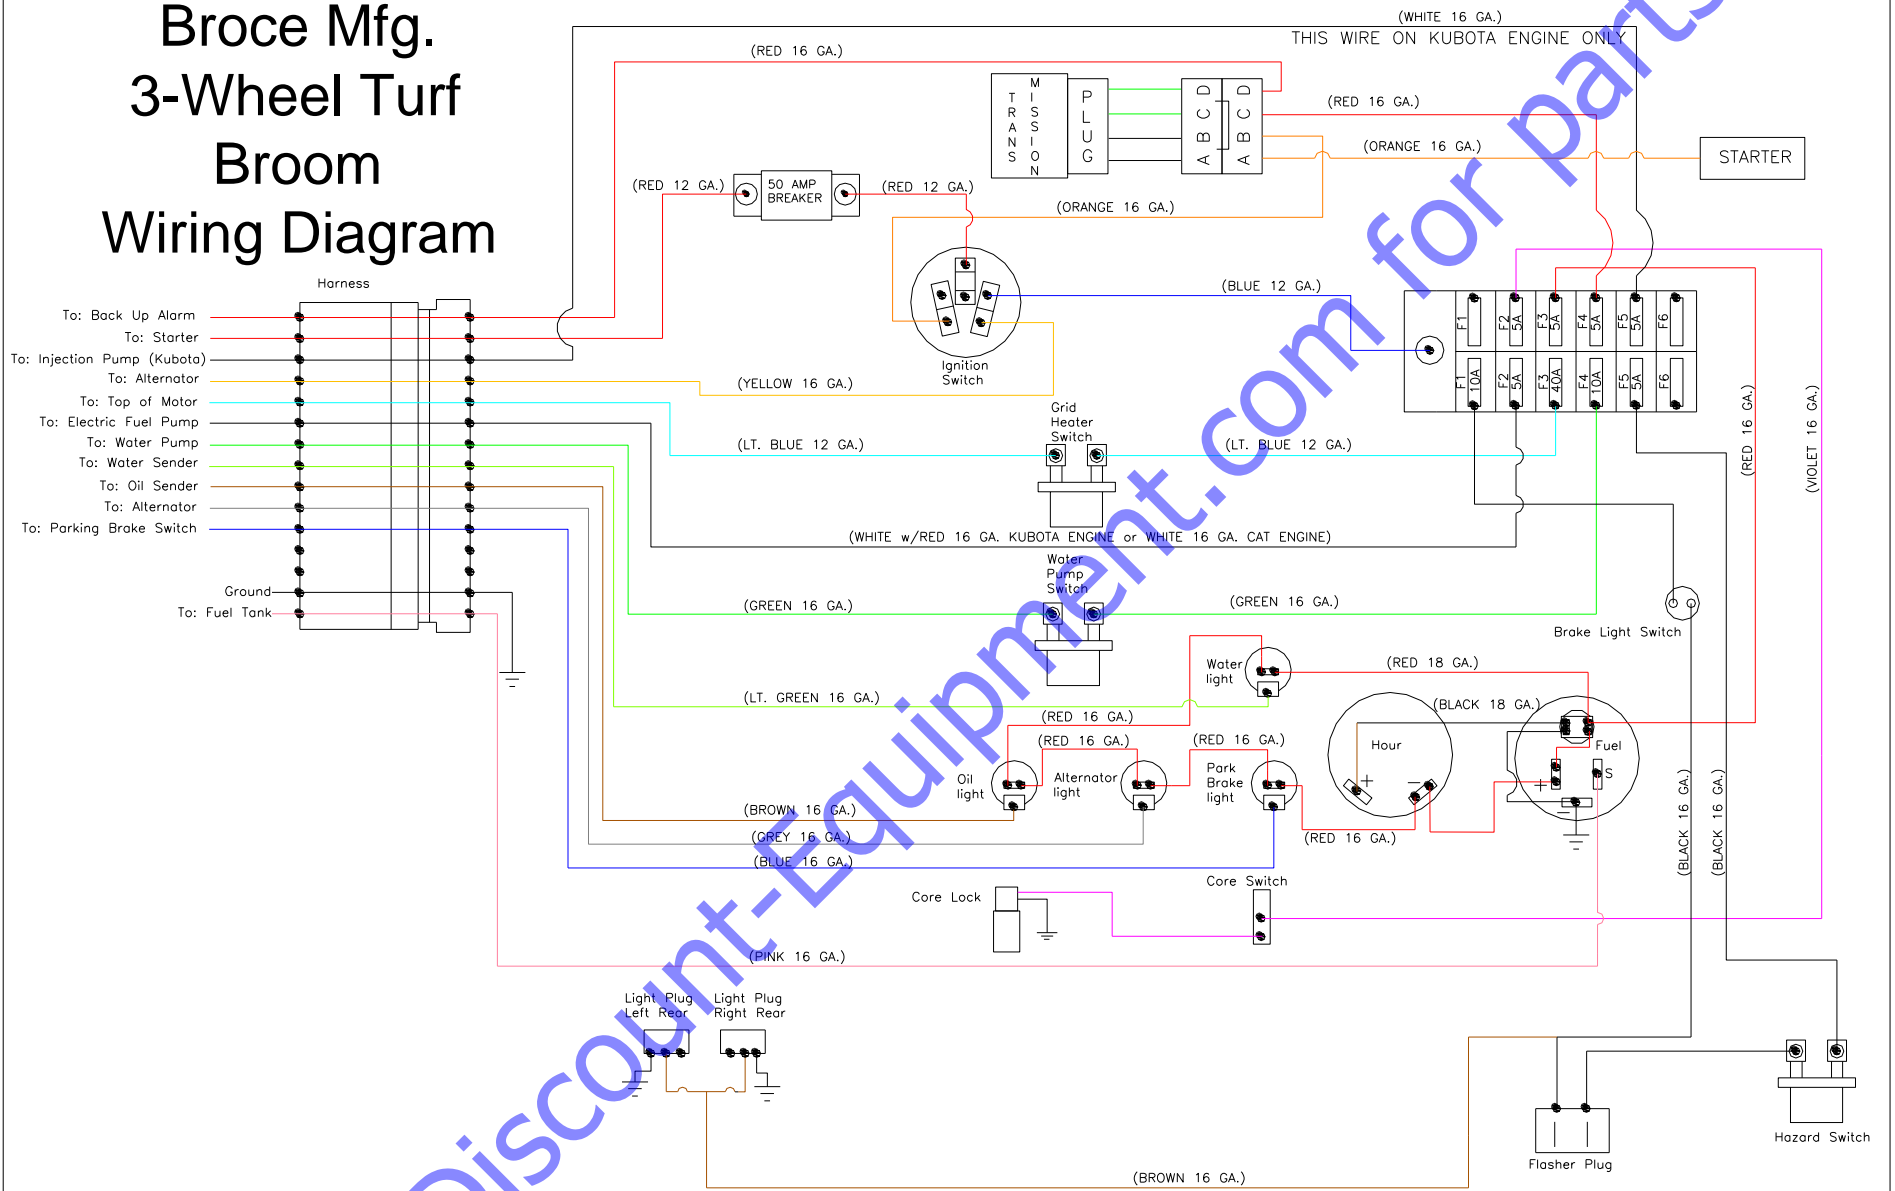 Broce Mfg.
3-Wheel Turf
Broom
Wiring Diagram
(WHITE 16 GA.)
THIS WIRE ON KUBOTA ENGINE ONLY
(RED 16 GA.)
TRANS
MISSION
PLUG
A B C D
A B C D
(RED 16 GA.)
(ORANGE 16 GA.)
STARTER
(RED 12 GA.)
50 AMP
BREAKER
(RED 12 GA.)
(ORANGE 16 GA.)
Harness
To: Back Up Alarm
To: Starter
To: Injection Pump (Kubota)
To: Alternator
To: Top of Motor
To: Electric Fuel Pump
To: Water Pump
To: Water Sender
To: Oil Sender
To: Alternator
To: Parking Brake Switch
Ground
To: Fuel Tank
Ignition
Switch
(BLUE 12 GA.)
F1
F2
5A
F3
5A
F4
5A
F5
5A
F6
F1
10A
F2
5A
F3
40A
F4
10A
F5
5A
F6
(YELLOW 16 GA.)
Grid
Heater
Switch
(LT. BLUE 12 GA.)
(LT. BLUE 12 GA.)
(RED 16 GA.)
(VIOLET 16 GA.)
(WHITE w/RED 16 GA. KUBOTA ENGINE or WHITE 16 GA. CAT ENGINE)
Water
Pump
Switch
(GREEN 16 GA.)
(GREEN 16 GA.)
Brake Light Switch
Water
light
(RED 18 GA.)
(LT. GREEN 16 GA.)
(RED 16 GA.)
(BLACK 18 GA.)
(RED 16 GA.)
(RED 16 GA.)
Hour
+
−
Fuel
S
+
−
Oil
light
Alternator
light
Park
Brake
light
(BROWN 16 GA.)
(GREY 16 GA.)
(BLUE 16 GA.)
(RED 16 GA.)
(BLACK 16 GA.)
(BLACK 16 GA.)
Core Lock
Core Switch
(PINK 16 GA.)
Light Plug
Left Rear
Light Plug
Right Rear
Flasher Plug
Hazard Switch
(BROWN 16 GA.)
Discount-Equipment.com for parts